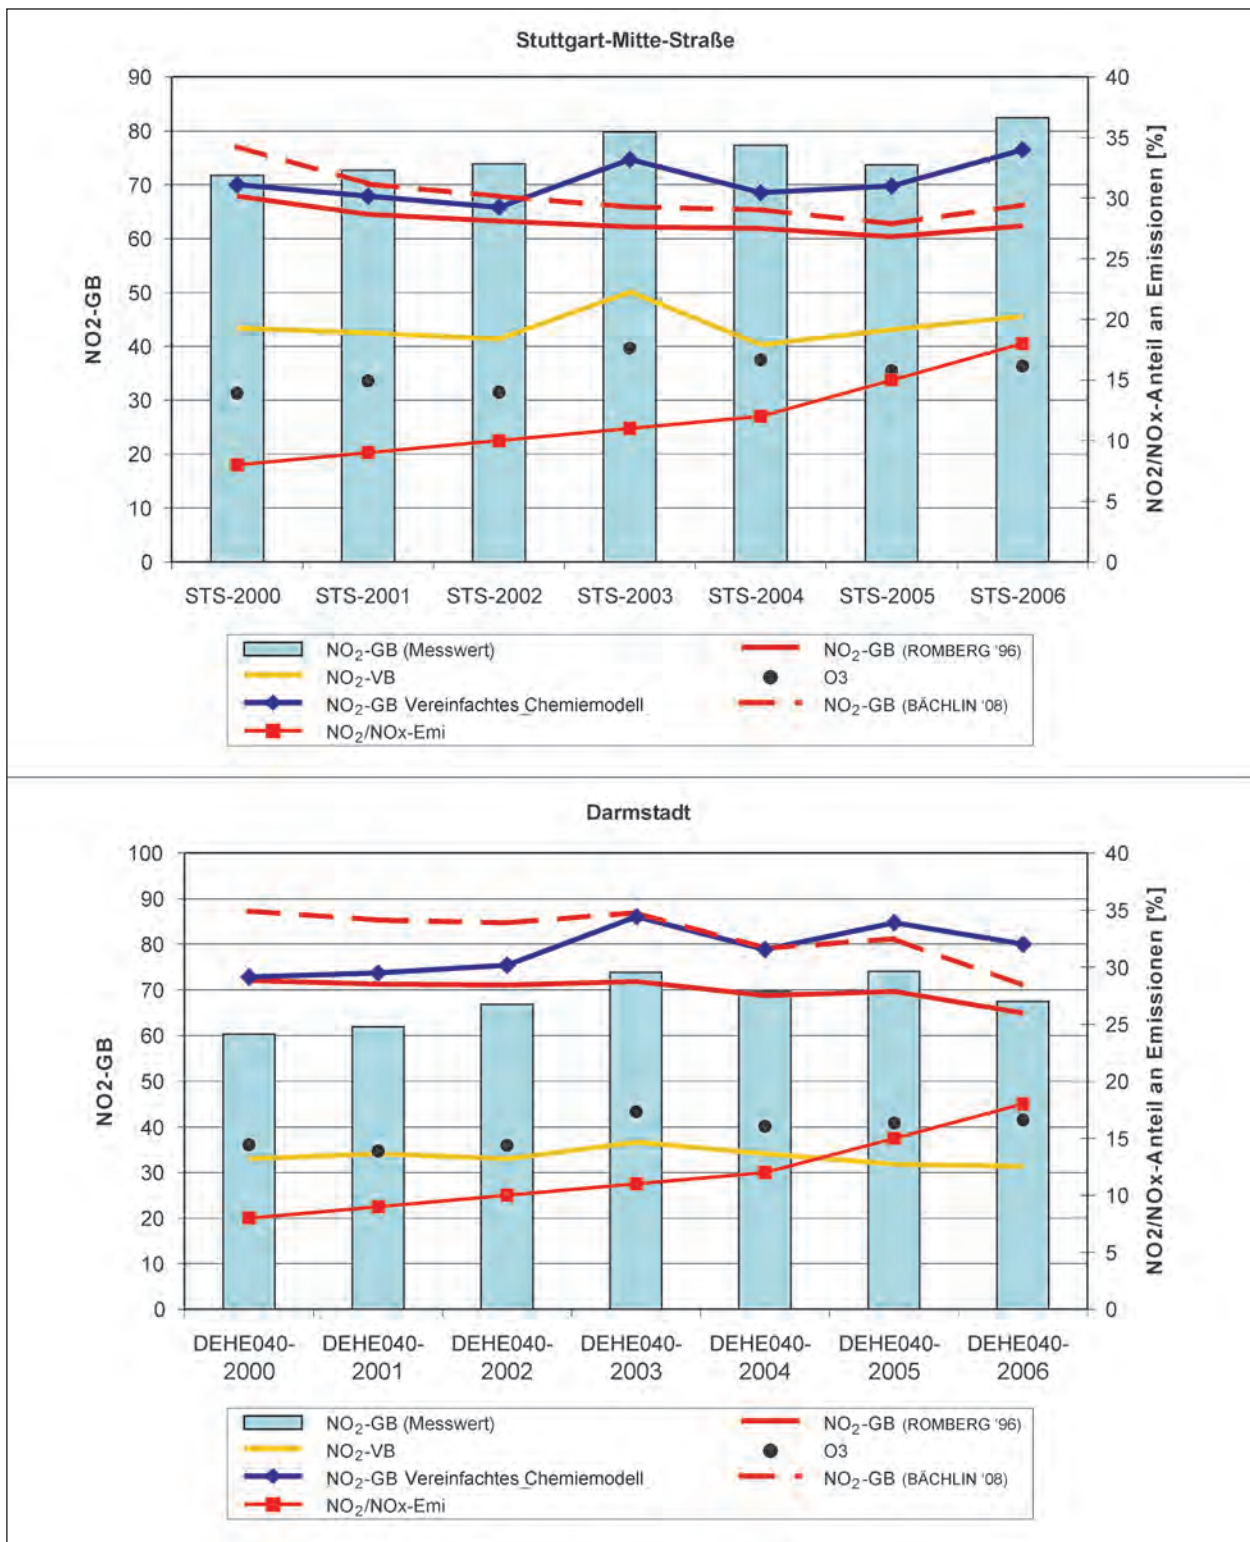 Stuttgart-Mitte-Straße
90
80
70
60
50
40
30
20
10
0
NO2-GB
40
35
30
25
20
15
10
5
0
NO2/NOx-Anteil an Emissionen [%]
STS-2000 STS-2001 STS-2002 STS-2003 STS-2004 STS-2005 STS-2006
NO2-GB (Messwert) NO2-GB (ROMBERG '96)
NO2-VB O3
NO2-GB Vereinfachtes_Chemiemodell NO2-GB (BÄCHLIN '08)
NO2/NOx-Emi
Darmstadt
100
90
80
70
60
50
40
30
20
10
0
NO2-GB
40
35
30
25
20
15
10
5
0
NO2/NOx-Anteil an Emissionen [%]
DEHE040- DEHE040- DEHE040- DEHE040- DEHE040- DEHE040- DEHE040-
2000 2001 2002 2003 2004 2005 2006
NO2-GB (Messwert) NO2-GB (ROMBERG '96)
NO2-VB O3
NO2-GB Vereinfachtes_Chemiemodell NO2-GB (BÄCHLIN '08)
NO2/NOx-Emi